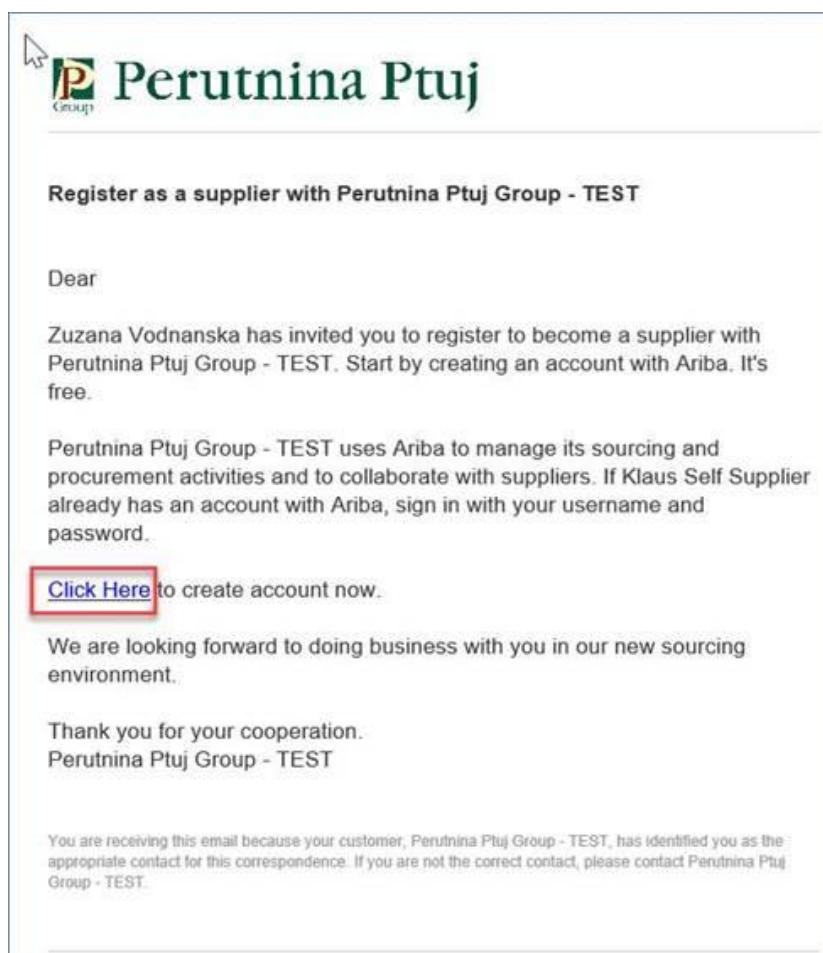 P Perutnina Ptuj
Group
Register as a supplier with Perutnina Ptuj Group - TEST
Dear
Zuzana Vodnanska has invited you to register to become a supplier with
Perutnina Ptuj Group - TEST. Start by creating an account with Ariba. It's
free.
Perutnina Ptuj Group - TEST uses Ariba to manage its sourcing and
procurement activities and to collaborate with suppliers. If Klaus Self Supplier
already has an account with Ariba, sign in with your username and
password.
Click Here to create account now.
We are looking forward to doing business with you in our new sourcing
environment.
Thank you for your cooperation.
Perutnina Ptuj Group - TEST
You are receiving this email because your customer, Perutnina Ptuj Group - TEST, has identified you as the
appropriate contact for this correspondence. If you are not the correct contact, please contact Perutnina Ptuj
Group - TEST.